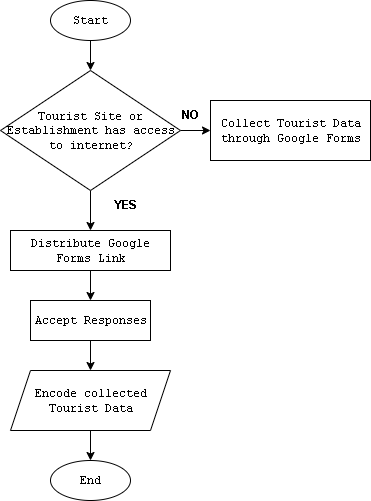 Start
Tourist Site or
Establishment has access
to internet?
NO
Collect Tourist Data
through Google Forms
YES
Distribute Google
Forms Link
Accept Responses
Encode collected
Tourist Data
End